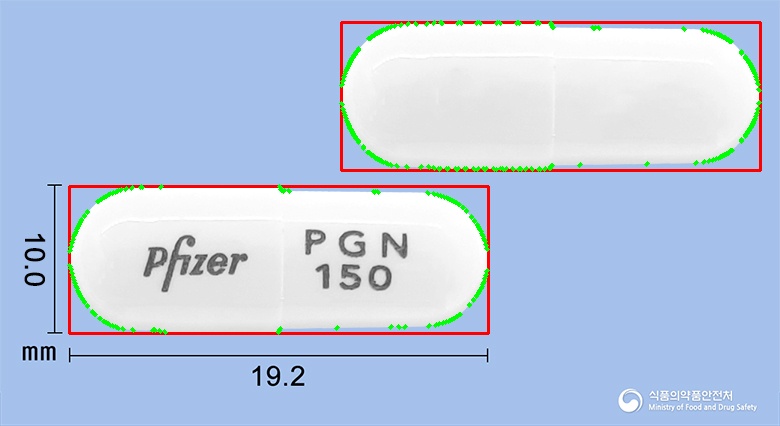 Pfizer
PGN
150
10.0
mm
19.2
식품의약품안전처
Ministry of Food and Drug Safety